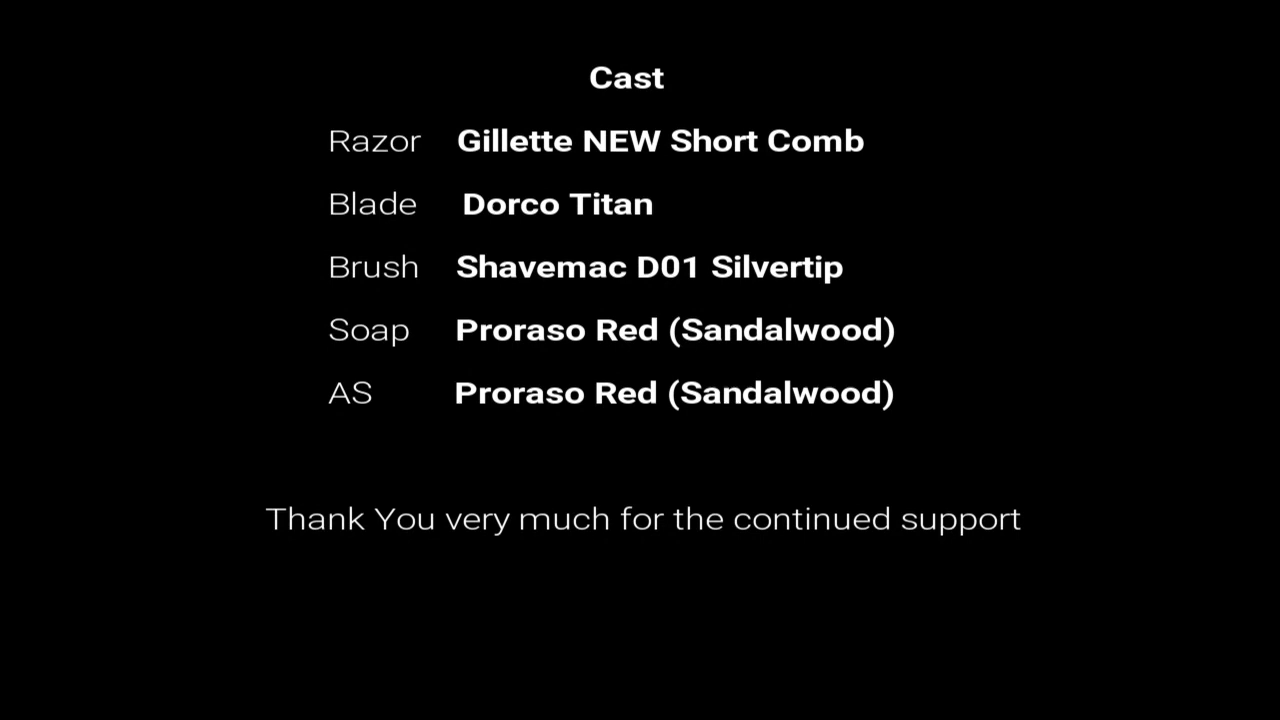 Cast
Razor Gillette NEW Short Comb
Blade Dorco Titan
Brush Shavemac D01 Silvertip
Soap Proraso Red (Sandalwood)
AS Proraso Red (Sandalwood)
Thank You very much for the continued support